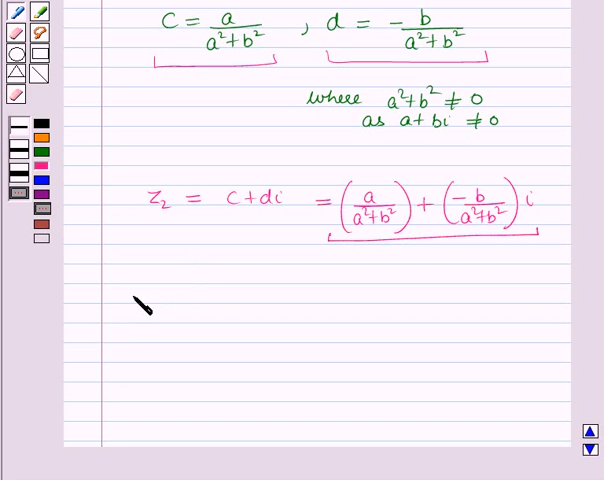 C = a/(a²+b²) , d = -b/(a²+b²)
where a²+b² ≠ 0
as a+bi ≠ 0
Z₂ = C+di = (a/(a²+b²)) + (-b/(a²+b²)) i